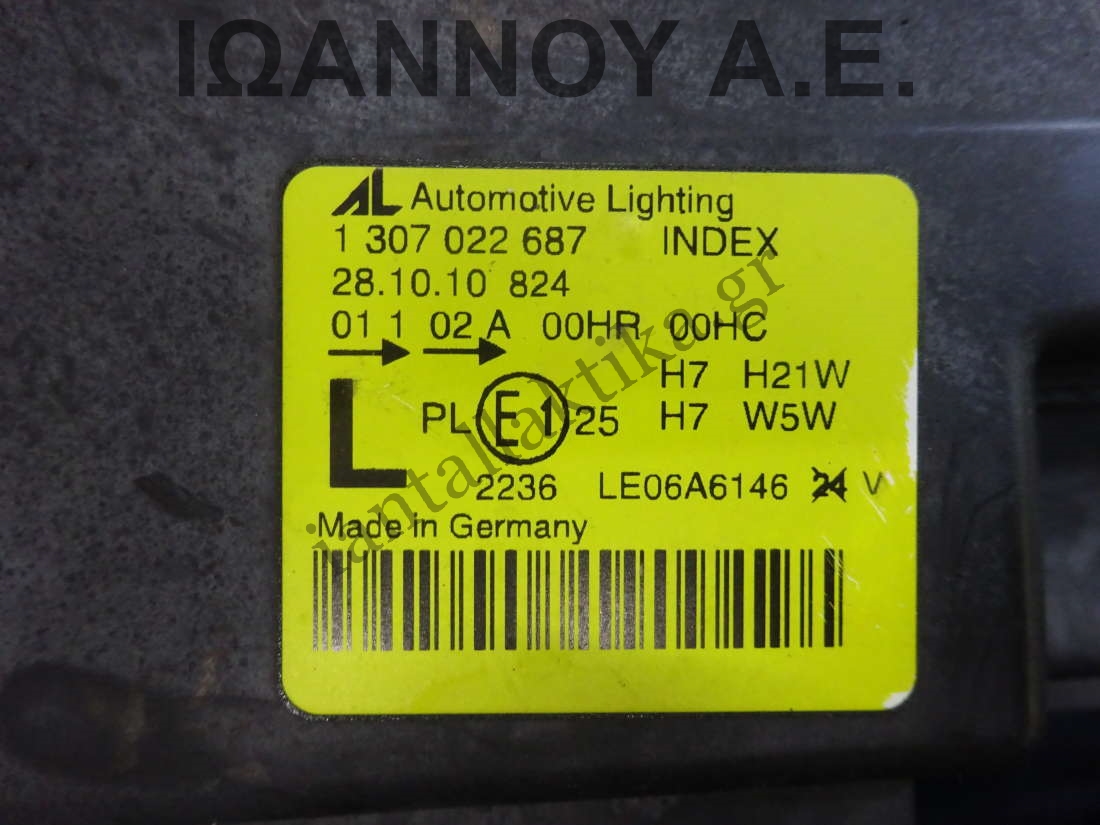 ΙΩΑΝΝΟΥ Α.Ε.
AL Automotive Lighting
1 307 022 687 INDEX
28.10.10 824
01 1 02 A 00HR 00HC
H7 H21W
L PL E1 25 H7 W5W
2236 LE06A6146 24 V
Made in Germany
iantallaktika.gr